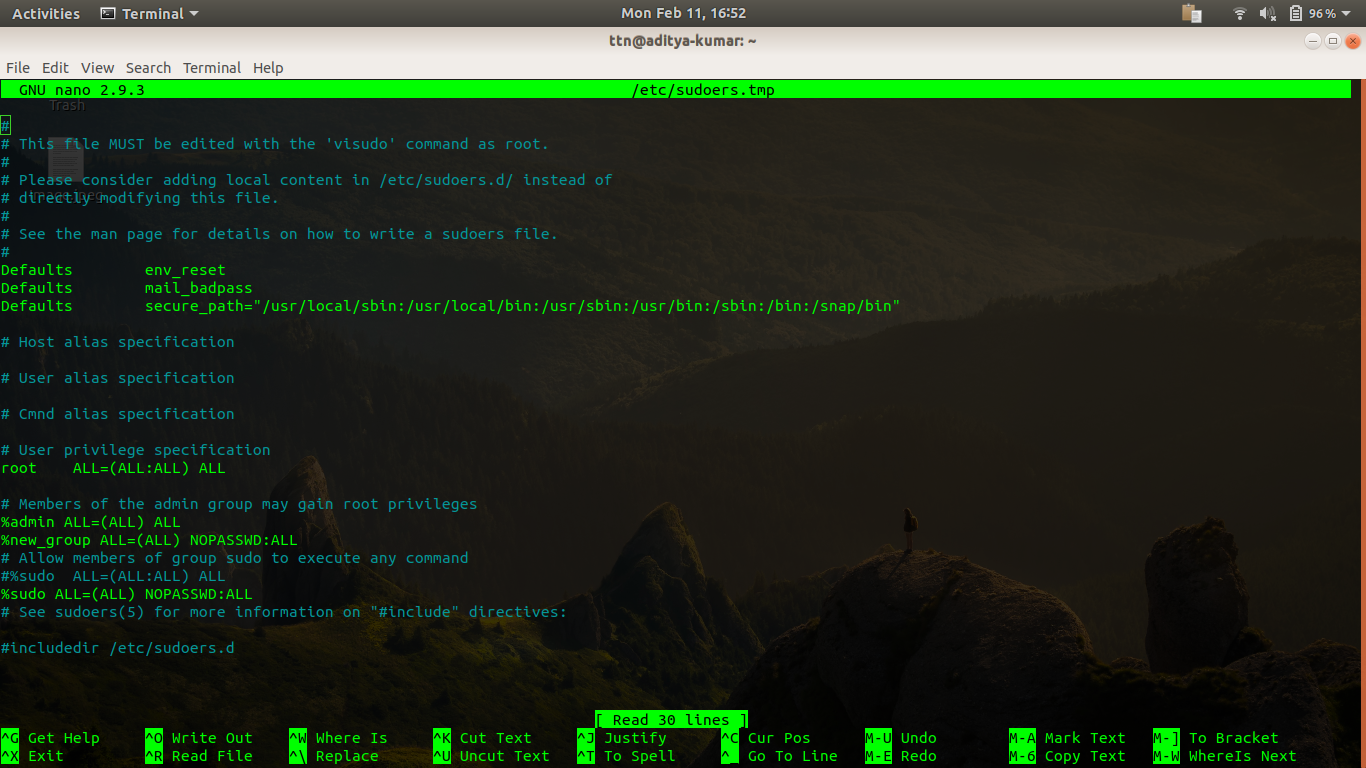 Activities Terminal Mon Feb 11, 16:52 96%
ttn@aditya-kumar: ~
File Edit View Search Terminal Help
GNU nano 2.9.3 /etc/sudoers.tmp
Trash
#
# This file MUST be edited with the 'visudo' command as root.
#
# Please consider adding local content in /etc/sudoers.d/ instead of
# directly modifying this file.
#
# See the man page for details on how to write a sudoers file.
#
Defaults        env_reset
Defaults        mail_badpass
Defaults        secure_path="/usr/local/sbin:/usr/local/bin:/usr/sbin:/usr/bin:/sbin:/bin:/snap/bin"
# Host alias specification
# User alias specification
# Cmnd alias specification
# User privilege specification
root    ALL=(ALL:ALL) ALL
# Members of the admin group may gain root privileges
%admin ALL=(ALL) ALL
%new_group ALL=(ALL) NOPASSWD:ALL
# Allow members of group sudo to execute any command
#%sudo  ALL=(ALL:ALL) ALL
%sudo ALL=(ALL) NOPASSWD:ALL
# See sudoers(5) for more information on "#include" directives:
#includedir /etc/sudoers.d
[ Read 30 lines ]
^G Get Help ^O Write Out ^W Where Is ^K Cut Text ^J Justify ^C Cur Pos M-U Undo M-A Mark Text M-] To Bracket
^X Exit ^R Read File ^\ Replace ^U Uncut Text ^T To Spell ^_ Go To Line M-E Redo M-6 Copy Text M-W WhereIs Next